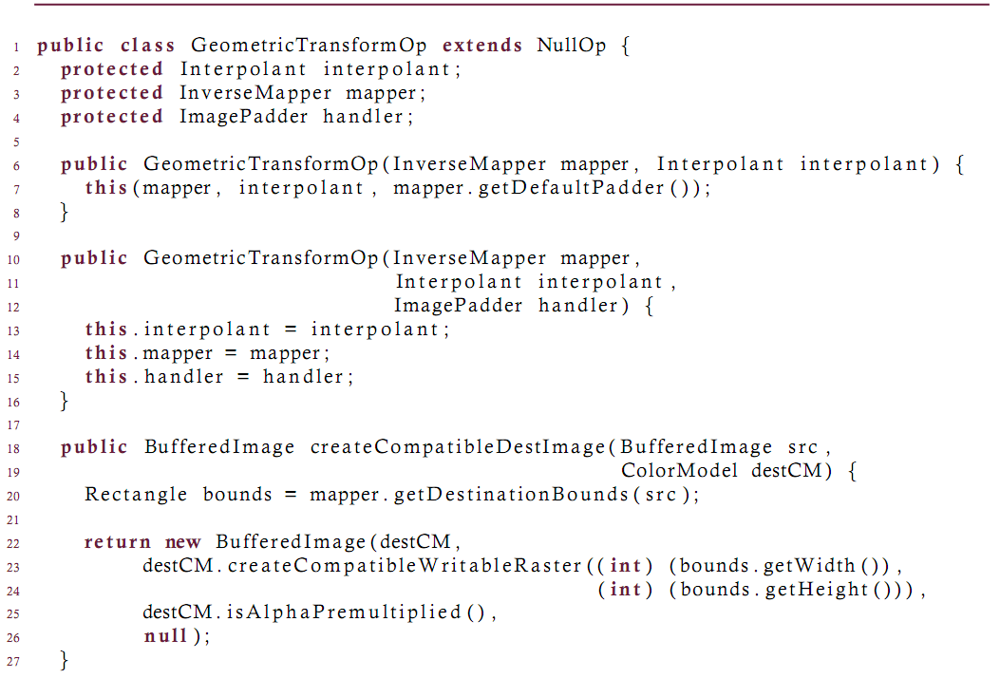 1 public class GeometricTransformOp extends NullOp {
2 protected Interpolant interpolant;
3 protected InverseMapper mapper;
4 protected ImagePadder handler;
5
6 public GeometricTransformOp(InverseMapper mapper, Interpolant interpolant) {
7 this(mapper, interpolant, mapper.getDefaultPadder());
8 }
9
10 public GeometricTransformOp(InverseMapper mapper,
11 Interpolant interpolant,
12 ImagePadder handler) {
13 this.interpolant = interpolant;
14 this.mapper = mapper;
15 this.handler = handler;
16 }
17
18 public BufferedImage createCompatibleDestImage(BufferedImage src,
19 ColorModel destCM) {
20 Rectangle bounds = mapper.getDestinationBounds(src);
21
22 return new BufferedImage(destCM,
23 destCM.createCompatibleWritableRaster((int) (bounds.getWidth()),
24 (int) (bounds.getHeight())),
25 destCM.isAlphaPremultiplied(),
26 null);
27 }